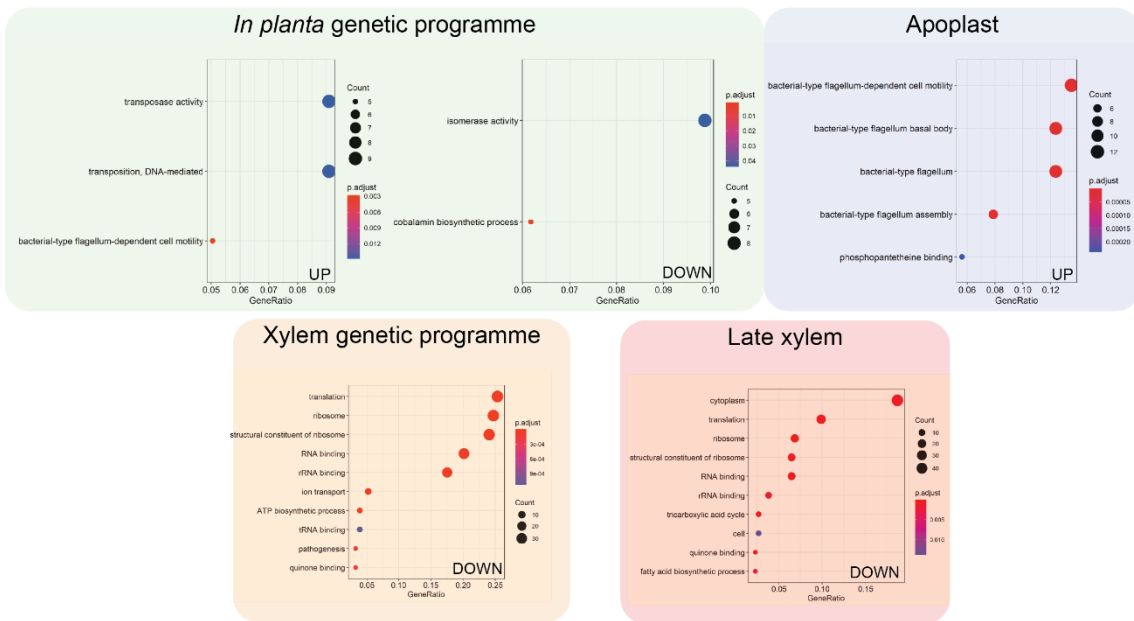 In planta genetic programme
transposase activity
transposition, DNA-mediated
bacterial-type flagellum-dependent cell motility
0.05 0.06 0.07 0.08 0.09
GeneRatio
UP
Count
5
6
7
8
9
p.adjust
0.003
0.006
0.009
0.012
isomerase activity
cobalamin biosynthetic process
0.06 0.07 0.08 0.09 0.10
GeneRatio
DOWN
p.adjust
0.01
0.02
0.03
0.04
Count
5
6
7
8
Apoplast
bacterial-type flagellum-dependent cell motility
bacterial-type flagellum basal body
bacterial-type flagellum
bacterial-type flagellum assembly
phosphopantetheine binding
0.06 0.08 0.10 0.12
GeneRatio
UP
Count
6
8
10
12
p.adjust
0.00005
0.00010
0.00015
0.00020
Xylem genetic programme
translation
ribosome
structural constituent of ribosome
RNA binding
rRNA binding
ion transport
ATP biosynthetic process
tRNA binding
pathogenesis
quinone binding
0.05 0.10 0.15 0.20 0.25
GeneRatio
DOWN
p.adjust
3e-04
6e-04
9e-04
Count
10
20
30
Late xylem
cytoplasm
translation
ribosome
structural constituent of ribosome
RNA binding
rRNA binding
tricarboxylic acid cycle
cell
quinone binding
fatty acid biosynthetic process
0.05 0.10 0.15
GeneRatio
DOWN
Count
10
20
30
40
p.adjust
0.005
0.010